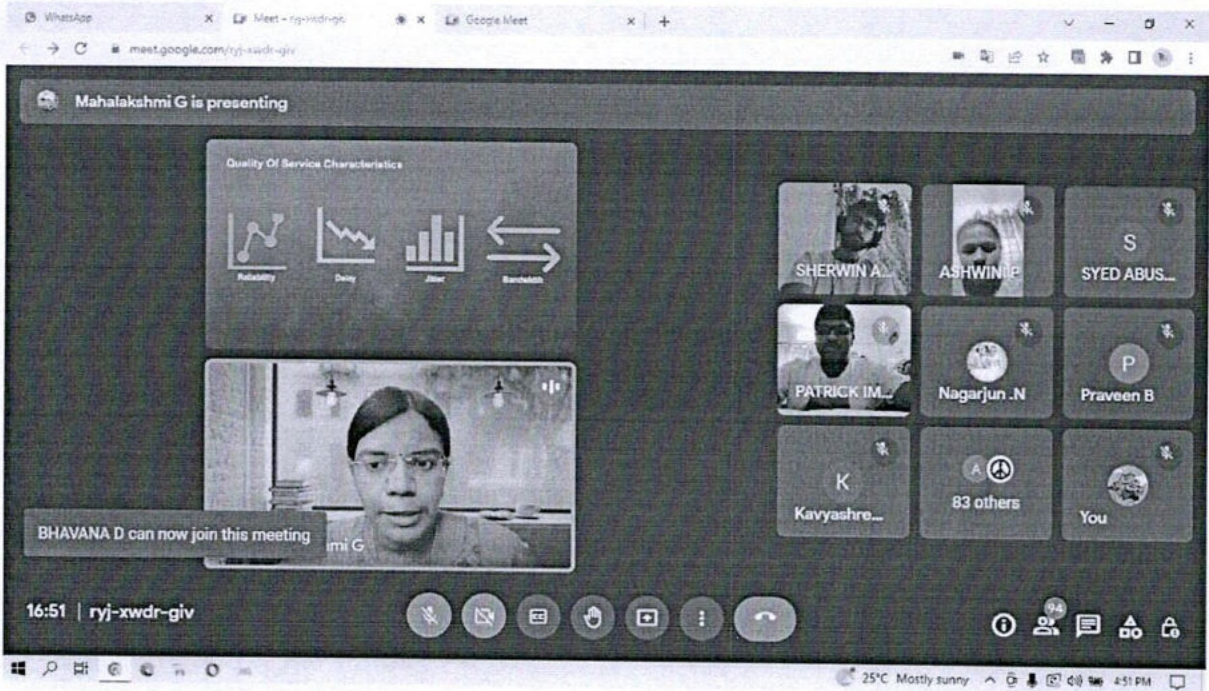 WhatsApp
Meet – ryj-xwdr-giv
Google Meet
meet.google.com/ryj-xwdr-giv
Mahalakshmi G is presenting
Quality Of Service Characteristics
Reliability
Delay
Jitter
Bandwidth
SHERWIN A...
ASHWINI P
S
SYED ABUS...
PATRICK IM...
Nagarjun .N
P
Praveen B
K
Kavyashre...
A
83 others
You
BHAVANA D can now join this meeting
mi G
16:51 | ryj-xwdr-giv
CC
94
25°C Mostly sunny
4:51 PM